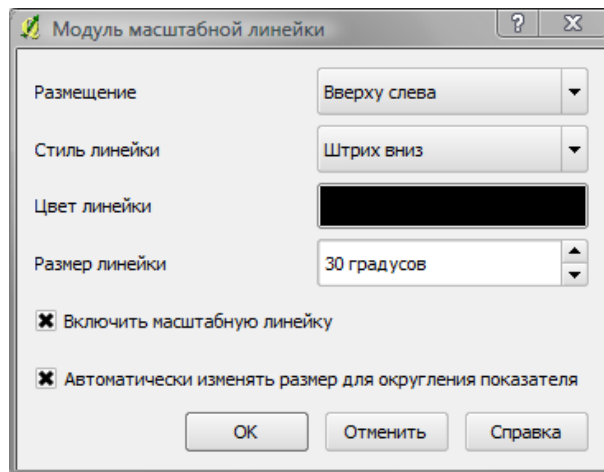 Модуль масштабной линейки
Размещение Вверху слева
Стиль линейки Штрих вниз
Цвет линейки
Размер линейки 30 градусов
Включить масштабную линейку
Автоматически изменять размер для округления показателя
OK Отменить Справка